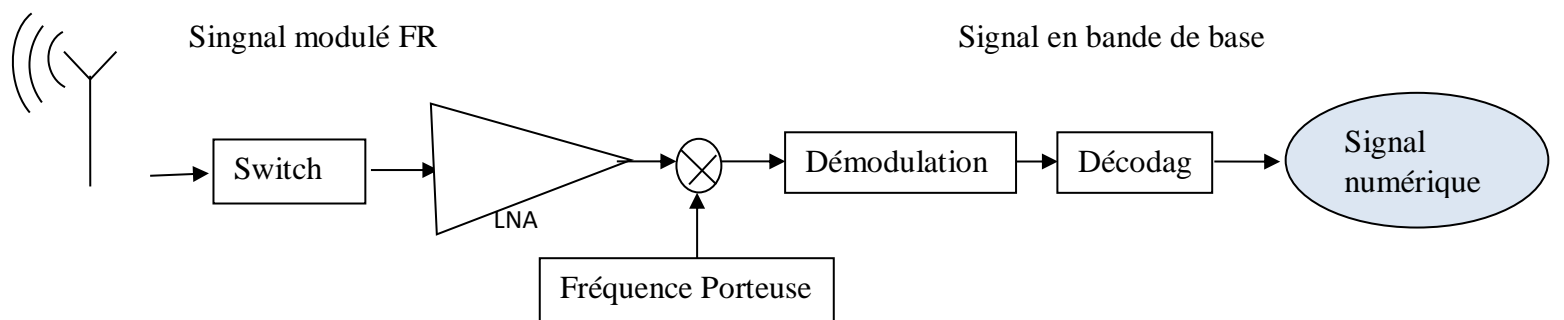 Singnal modulé FR
Signal en bande de base
Switch
LNA
Démodulation
Décodag
Signal
numérique
Fréquence Porteuse